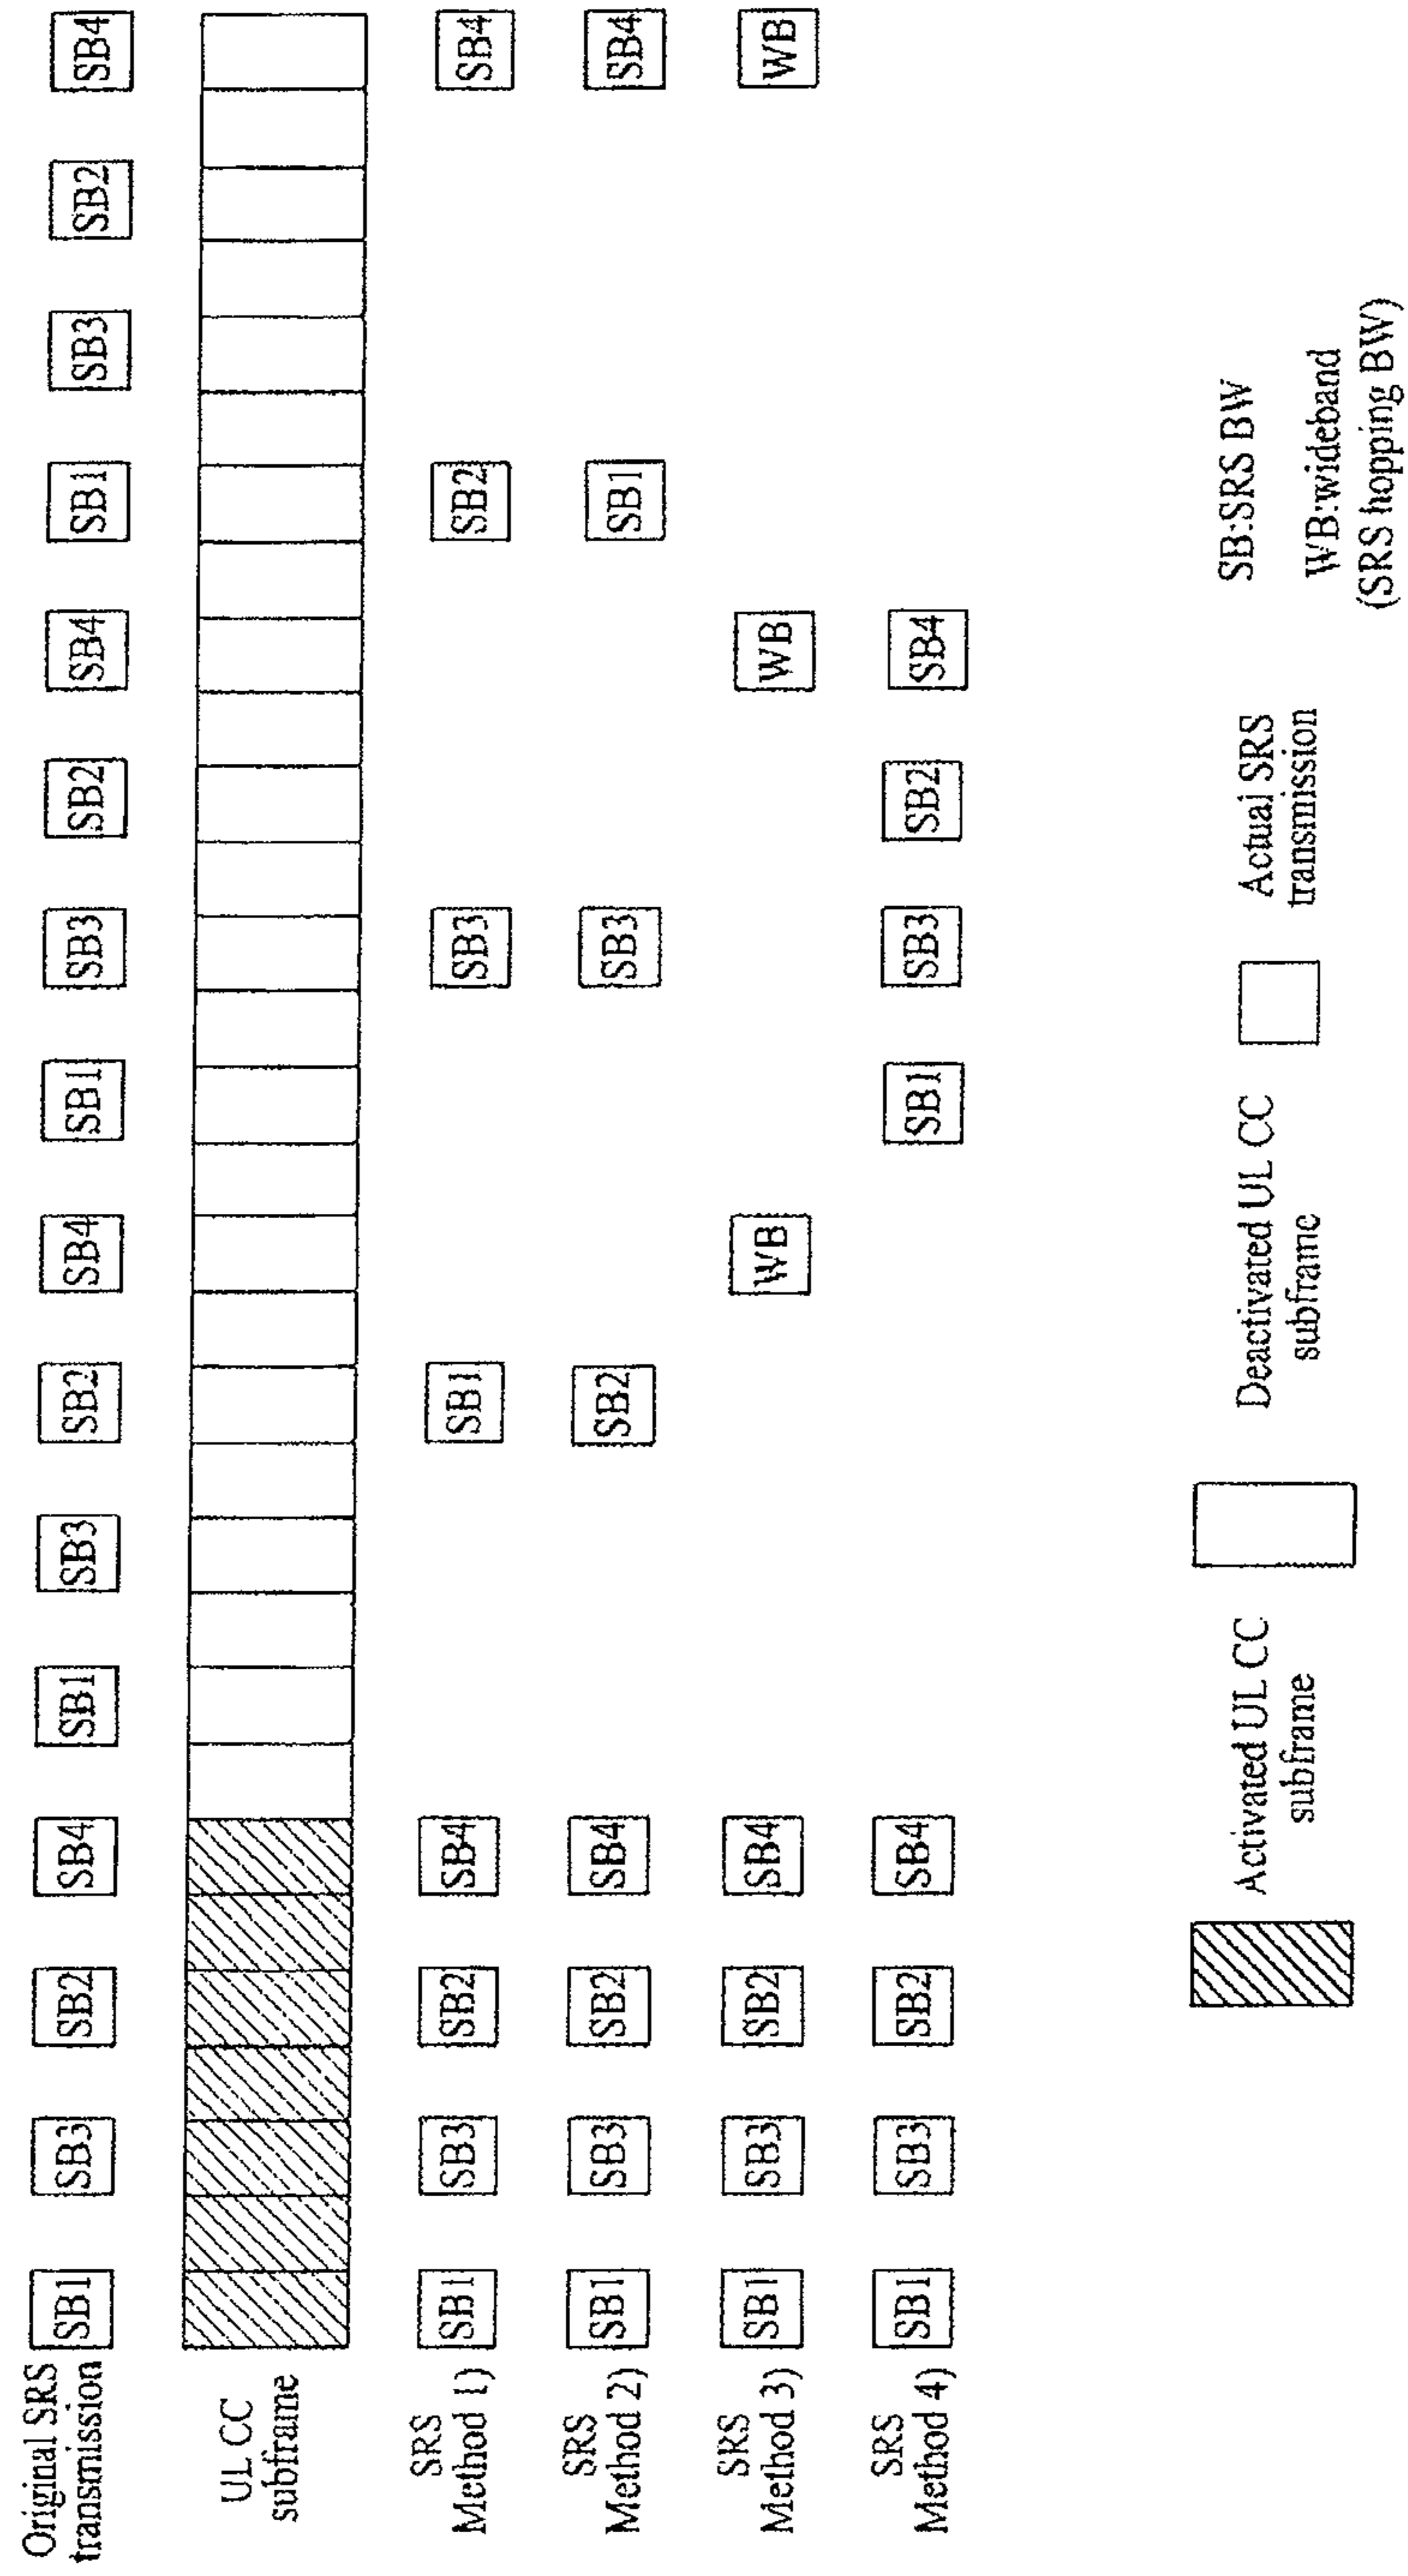 Original SRS
transmission
SB1 SB3 SB2 SB4 SB1 SB3 SB2 SB4 SB1 SB3 SB2 SB4 SB1 SB3 SB2 SB4
UL CC
subframe
SRS
Method 1)
SB1 SB3 SB2 SB4 SB1 SB3 SB2 SB4
SRS
Method 2)
SB1 SB3 SB2 SB4 SB2 SB3 SB1 SB4
SRS
Method 3)
SB1 SB3 SB2 SB4 WB WB WB
SRS
Method 4)
SB1 SB3 SB2 SB4 SB1 SB3 SB2 SB4
Activated UL CC
subframe
Deactivated UL CC
subframe
Actual SRS
transmission
SB:SRS BW
WB:wideband
(SRS hopping BW)